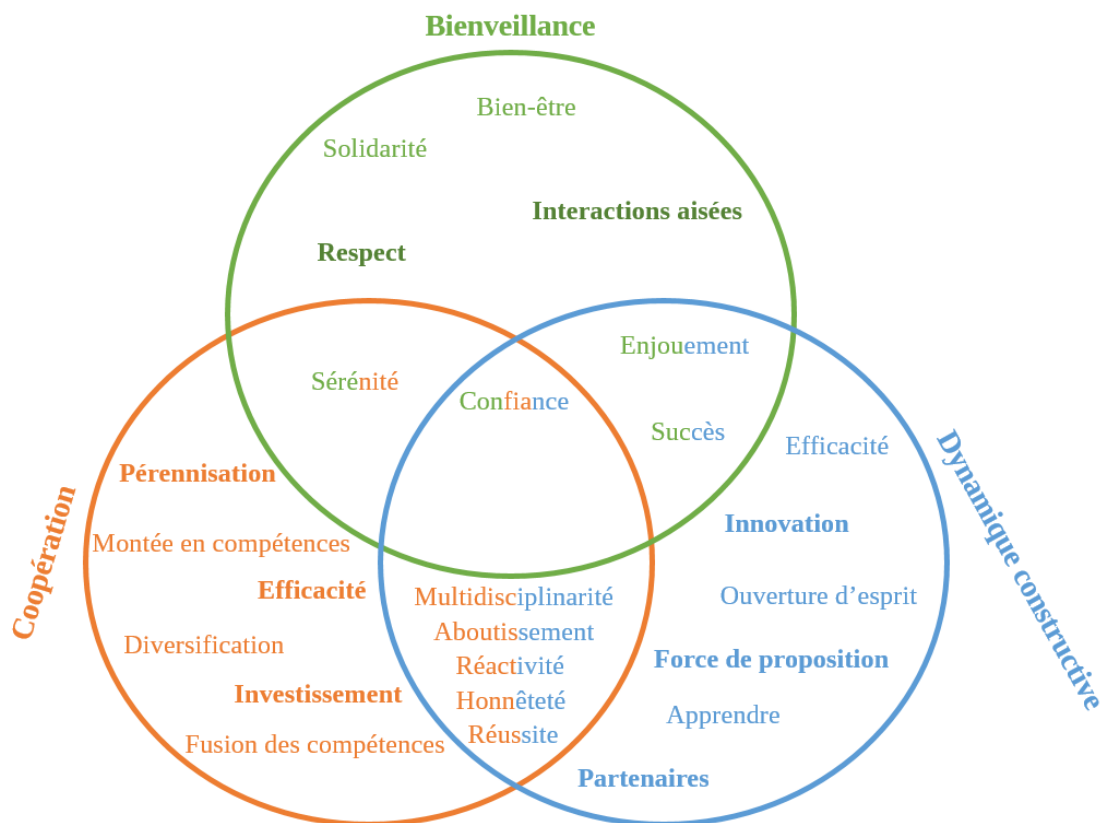 Bienveillance
Bien-être
Solidarité
Interactions aisées
Respect
Enjouement
Sérénité
Confiance
Succès
Efficacité
Pérennisation
Coopération
Dynamique constructive
Innovation
Montée en compétences
Efficacité
Multidisciplinarité
Ouverture d’esprit
Aboutissement
Diversification
Réactivité
Force de proposition
Investissement
Honnêteté
Apprendre
Réussite
Fusion des compétences
Partenaires